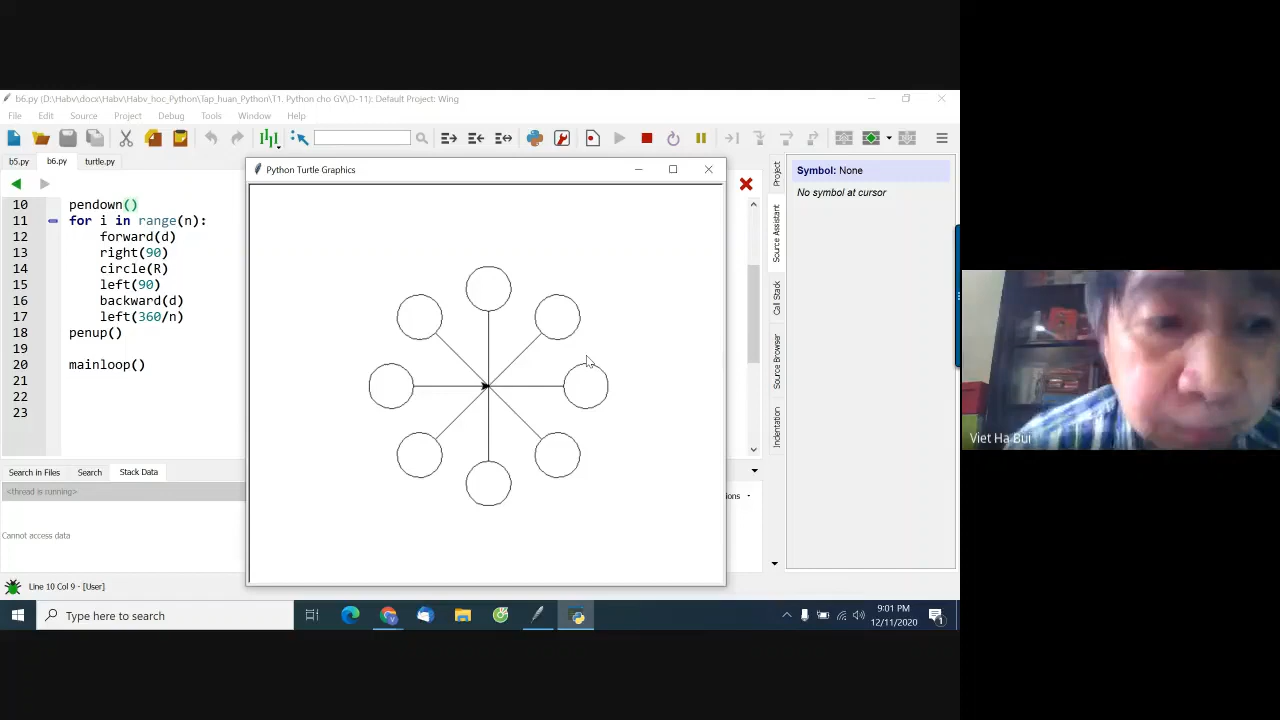 b6.py (D:\Habv\docx\Habv\Habv_hoc_Python\Tap_huan_Python\T1. Python cho GV\D-11): Default Project: Wing
File Edit Source Project Debug Tools Window Help
b5.py b6.py turtle.py
Python Turtle Graphics
10 pendown()
11 for i in range(n):
12 forward(d)
13 right(90)
14 circle(R)
15 left(90)
16 backward(d)
17 left(360/n)
18 penup()
19
20 mainloop()
21
22
23
Project
Source Assistant
Call Stack
Source Browser
Indentation
Symbol: None
No symbol at cursor
Viet Ha Bui
Search in Files Search Stack Data
<thread is running>
ons
Cannot access data
Line 10 Col 9 - [User]
Type here to search
9:01 PM
12/11/2020
1